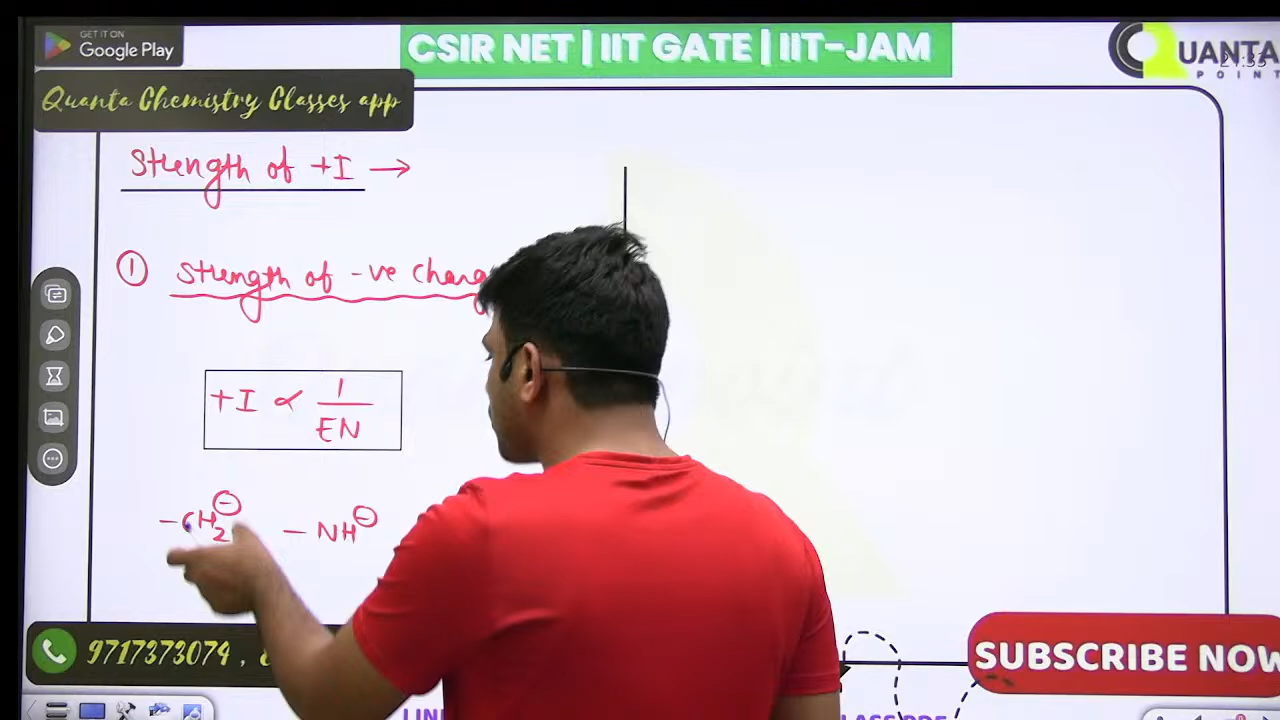 GET IT ON
Google Play
CSIR NET | IIT GATE | IIT-JAM
QUANTA
POINT
Quanta Chemistry Classes app
Strength of +I →
① Strength of -ve
+I ∝ 1/EN
-CH₂⊖ - NH⊖
9717373074 ,
SUBSCRIBE NOW